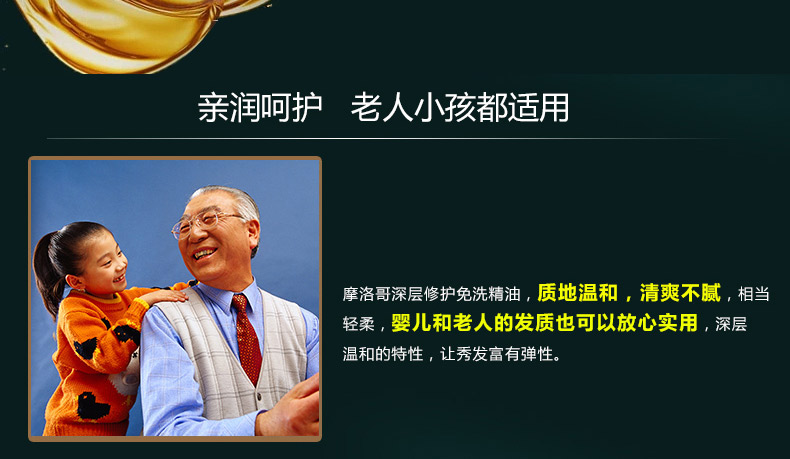 亲润呵护 老人小孩都适用
摩洛哥深层修护免洗精油，质地温和，清爽不腻，相当
轻柔，婴儿和老人的发质也可以放心实用，深层
温和的特性，让秀发富有弹性。